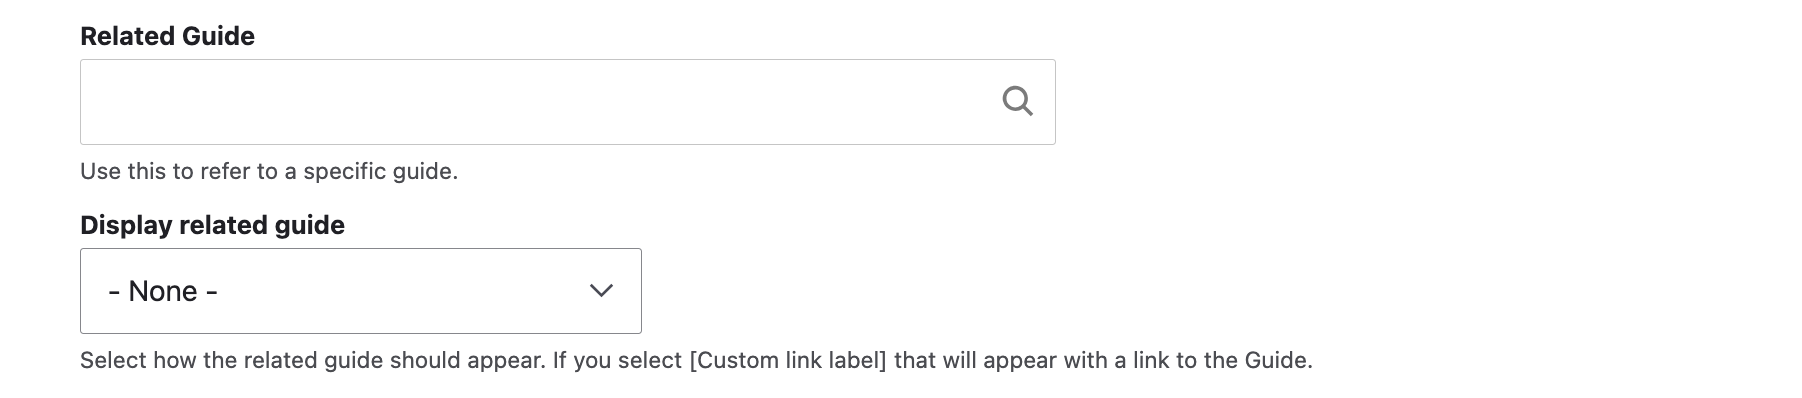 Related Guide
Use this to refer to a specific guide.
Display related guide
- None -
Select how the related guide should appear. If you select [Custom link label] that will appear with a link to the Guide.